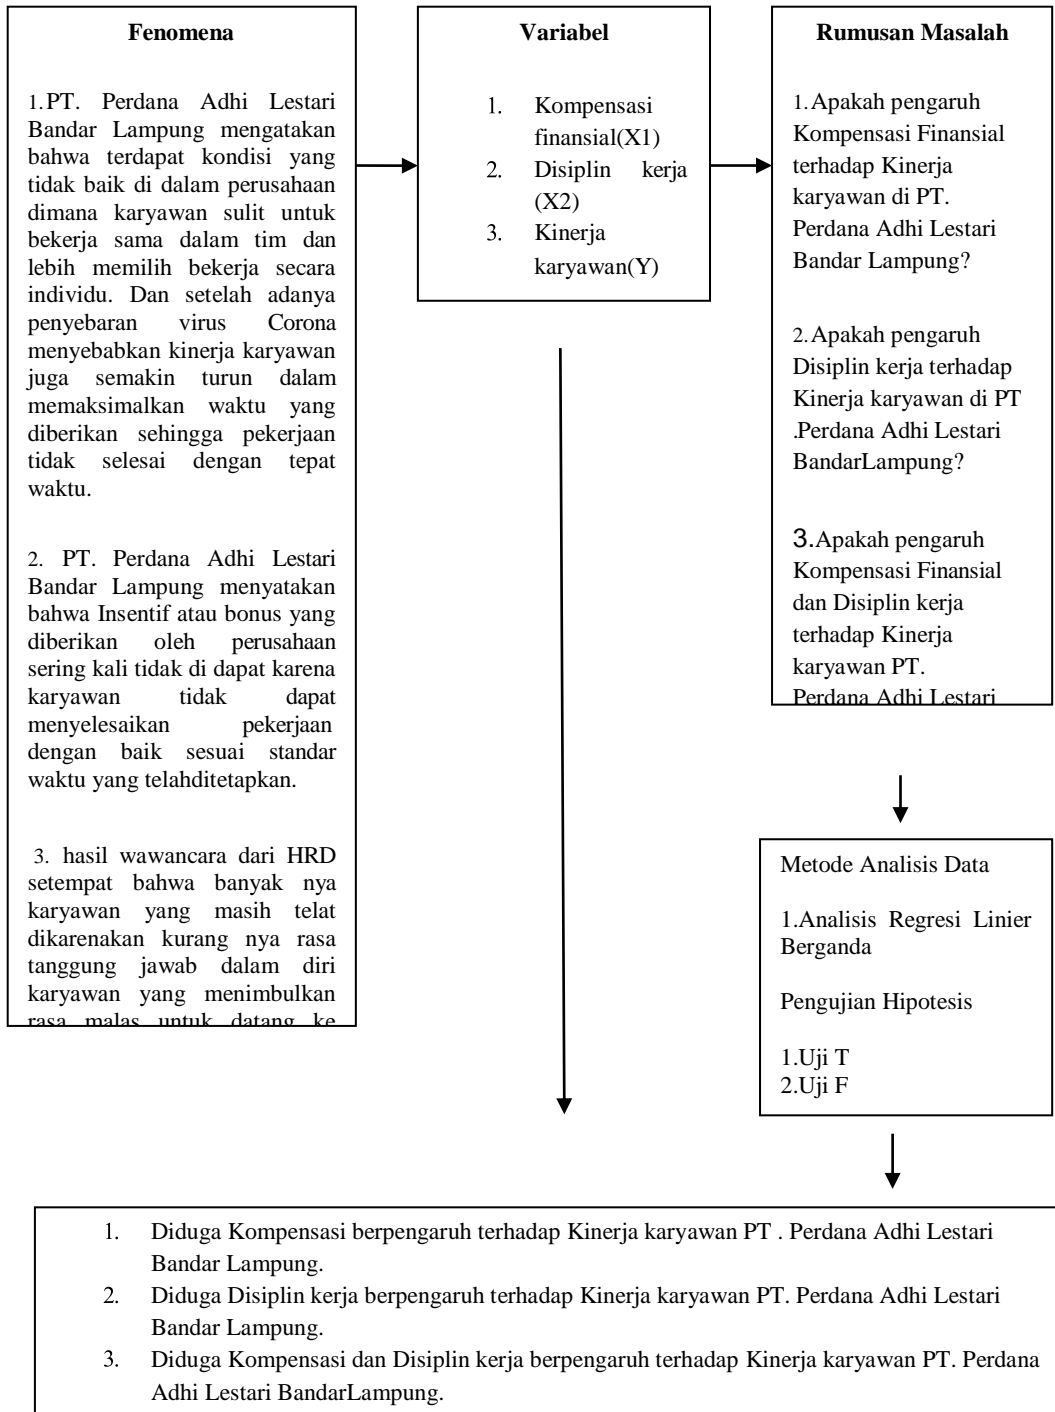 Fenomena
1.PT. Perdana Adhi Lestari
Bandar Lampung mengatakan
bahwa terdapat kondisi yang
tidak baik di dalam perusahaan
dimana karyawan sulit untuk
bekerja sama dalam tim dan
lebih memilih bekerja secara
individu. Dan setelah adanya
penyebaran virus Corona
menyebabkan kinerja karyawan
juga semakin turun dalam
memaksimalkan waktu yang
diberikan sehingga pekerjaan
tidak selesai dengan tepat
waktu.
2. PT. Perdana Adhi Lestari
Bandar Lampung menyatakan
bahwa Insentif atau bonus yang
diberikan oleh perusahaan
sering kali tidak di dapat karena
karyawan tidak dapat
menyelesaikan pekerjaan
dengan baik sesuai standar
waktu yang telahditetapkan.
3. hasil wawancara dari HRD
setempat bahwa banyak nya
karyawan yang masih telat
dikarenakan kurang nya rasa
tanggung jawab dalam diri
karyawan yang menimbulkan
rasa malas untuk datang ke
Variabel
1. Kompensasi
finansial(X1)
2. Disiplin kerja
(X2)
3. Kinerja
karyawan(Y)
Rumusan Masalah
1.Apakah pengaruh
Kompensasi Finansial
terhadap Kinerja
karyawan di PT.
Perdana Adhi Lestari
Bandar Lampung?
2.Apakah pengaruh
Disiplin kerja terhadap
Kinerja karyawan di PT
.Perdana Adhi Lestari
BandarLampung?
3.Apakah pengaruh
Kompensasi Finansial
dan Disiplin kerja
terhadap Kinerja
karyawan PT.
Perdana Adhi Lestari
Metode Analisis Data
1.Analisis Regresi Linier
Berganda
Pengujian Hipotesis
1.Uji T
2.Uji F
1. Diduga Kompensasi berpengaruh terhadap Kinerja karyawan PT . Perdana Adhi Lestari
Bandar Lampung.
2. Diduga Disiplin kerja berpengaruh terhadap Kinerja karyawan PT. Perdana Adhi Lestari
Bandar Lampung.
3. Diduga Kompensasi dan Disiplin kerja berpengaruh terhadap Kinerja karyawan PT. Perdana
Adhi Lestari BandarLampung.